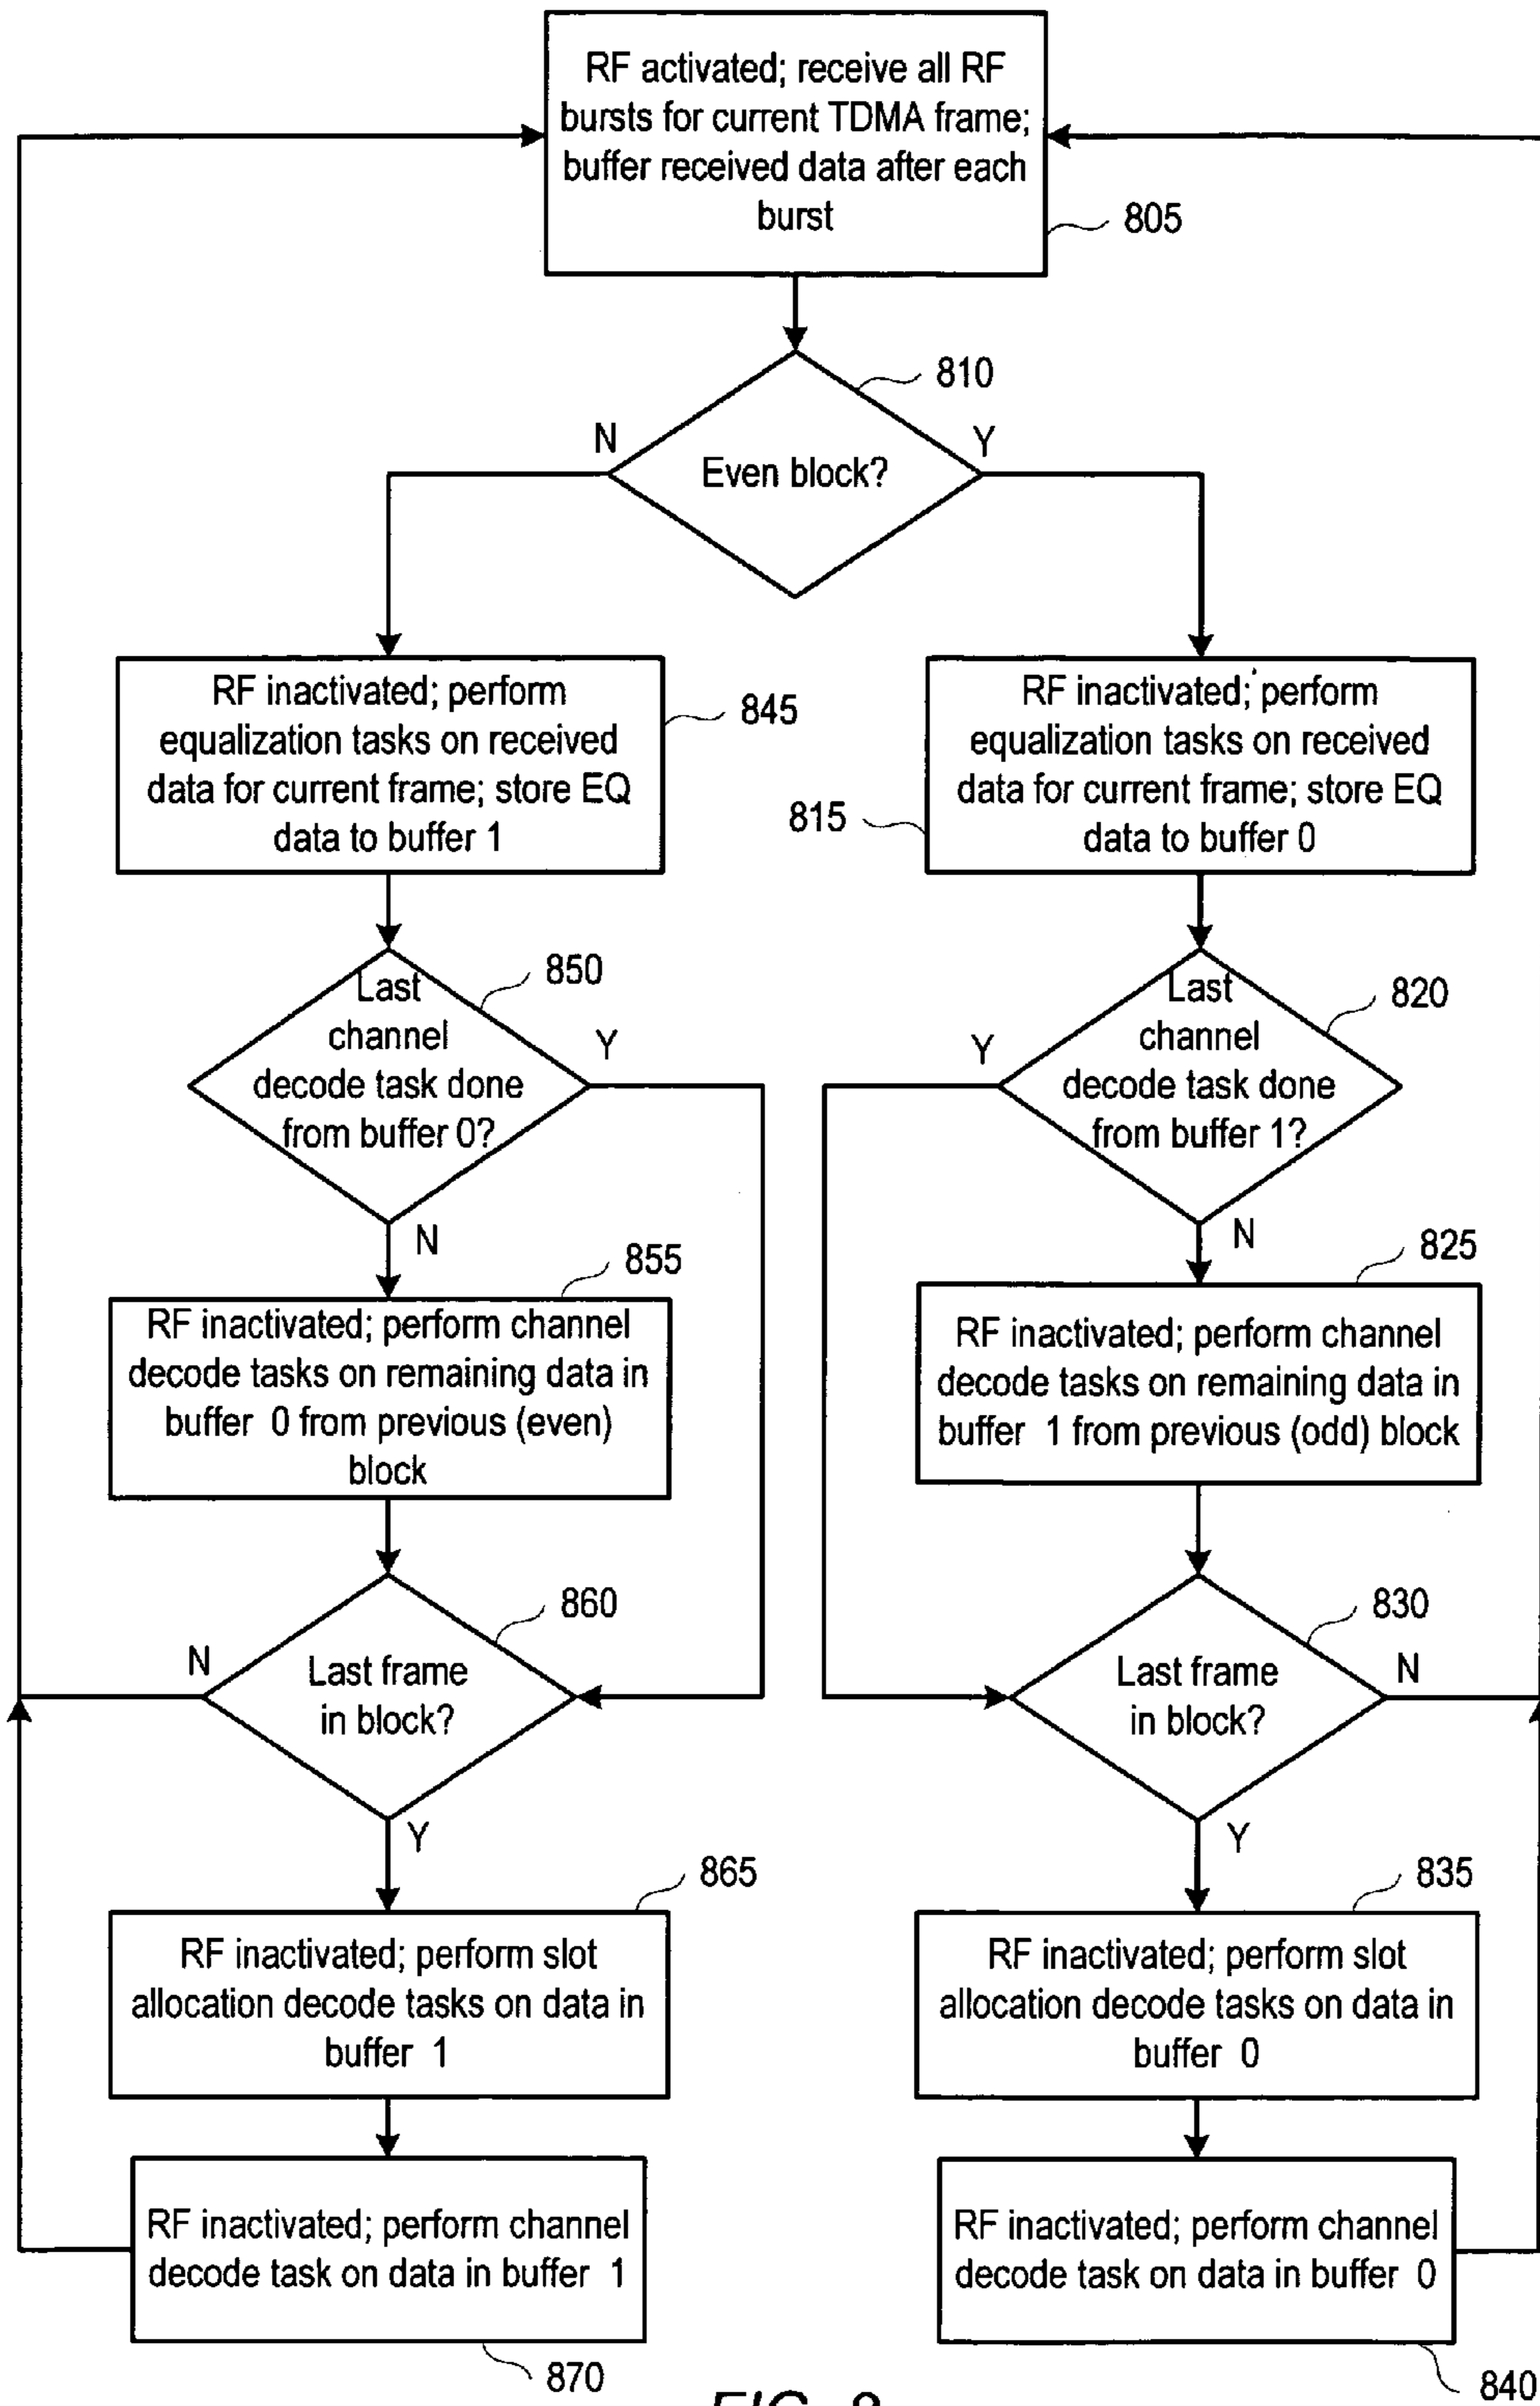 RF activated; receive all RF
bursts for current TDMA frame;
buffer received data after each
burst
805
810
N
Y
Even block?
RF inactivated; perform
equalization tasks on received
data for current frame; store EQ
data to buffer 1
845
RF inactivated; perform
equalization tasks on received
data for current frame; store EQ
data to buffer 0
815
Last
channel
decode task done
from buffer 0?
850
Y
N
Last
channel
decode task done
from buffer 1?
820
Y
N
RF inactivated; perform channel
decode tasks on remaining data in
buffer 0 from previous (even)
block
855
RF inactivated; perform channel
decode tasks on remaining data in
buffer 1 from previous (odd) block
825
Last frame
in block?
860
N
Y
Last frame
in block?
830
N
Y
RF inactivated; perform slot
allocation decode tasks on data in
buffer 1
865
RF inactivated; perform slot
allocation decode tasks on data in
buffer 0
835
RF inactivated; perform channel
decode task on data in buffer 1
870
RF inactivated; perform channel
decode task on data in buffer 0
840